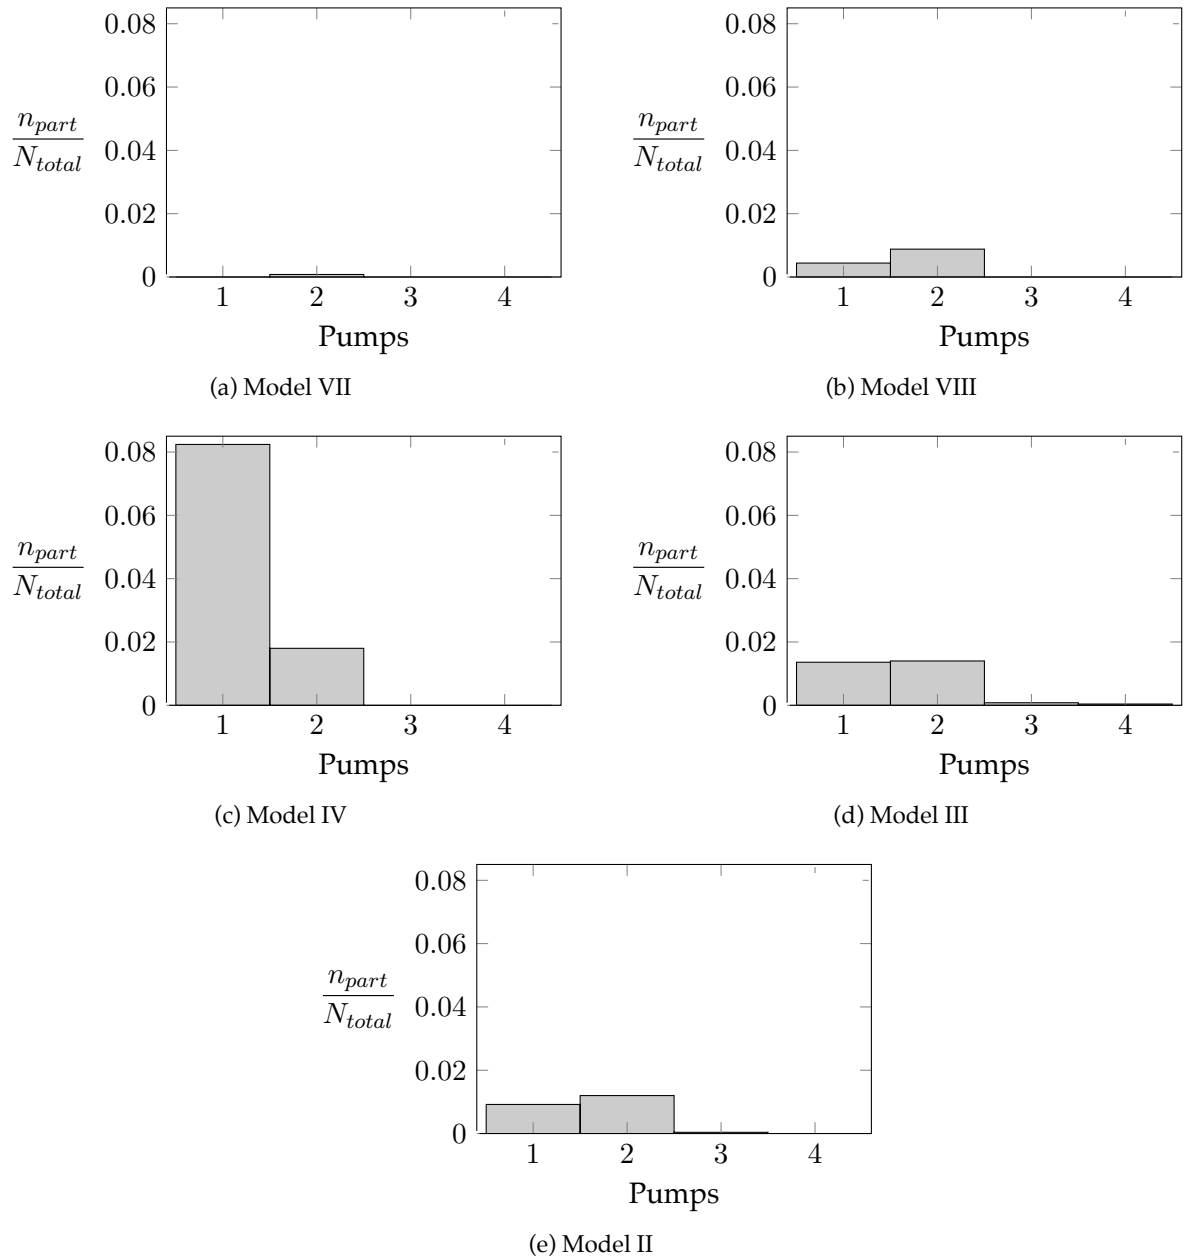 0.08
0.06
0.04
0.02
0
n_part
N_total
1 2 3 4
Pumps
(a) Model VII
0.08
0.06
0.04
0.02
0
n_part
N_total
1 2 3 4
Pumps
(b) Model VIII
0.08
0.06
0.04
0.02
0
n_part
N_total
1 2 3 4
Pumps
(c) Model IV
0.08
0.06
0.04
0.02
0
n_part
N_total
1 2 3 4
Pumps
(d) Model III
0.08
0.06
0.04
0.02
0
n_part
N_total
1 2 3 4
Pumps
(e) Model II